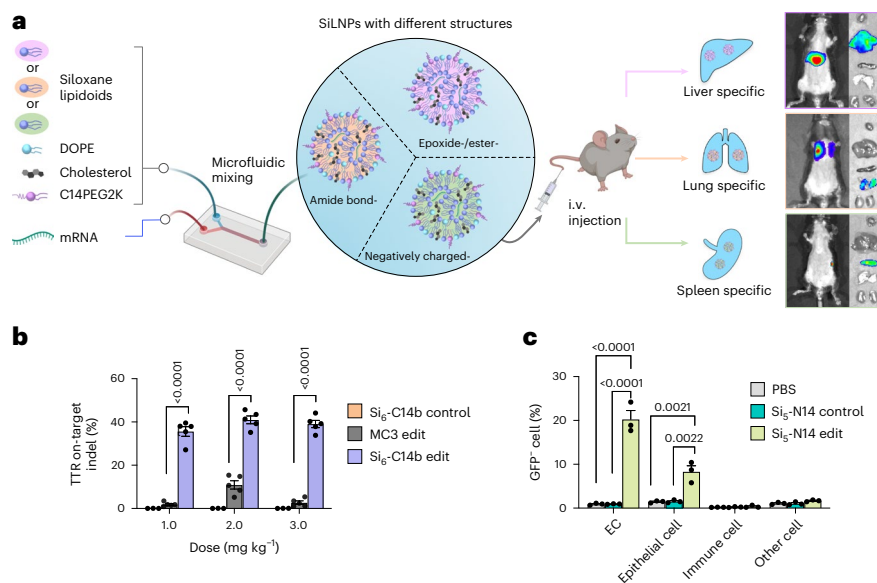 a
SiLNPs with different structures
or
or
Siloxane
lipidoids
DOPE
Cholesterol
C14PEG2K
mRNA
Microfluidic
mixing
Epoxide-/ester-
Amide bond-
Negatively charged-
i.v.
injection
Liver specific
Lung specific
Spleen specific
b
TTR on-target
indel (%)
60
40
20
0
<0.0001
<0.0001
<0.0001
1.0
2.0
3.0
Dose (mg kg⁻¹)
Si₆-C14b control
MC3 edit
Si₆-C14b edit
c
GFP⁻ cell (%)
30
20
10
0
<0.0001
<0.0001
0.0021
0.0022
EC
Epithelial cell
Immune cell
Other cell
PBS
Si₅-N14 control
Si₅-N14 edit